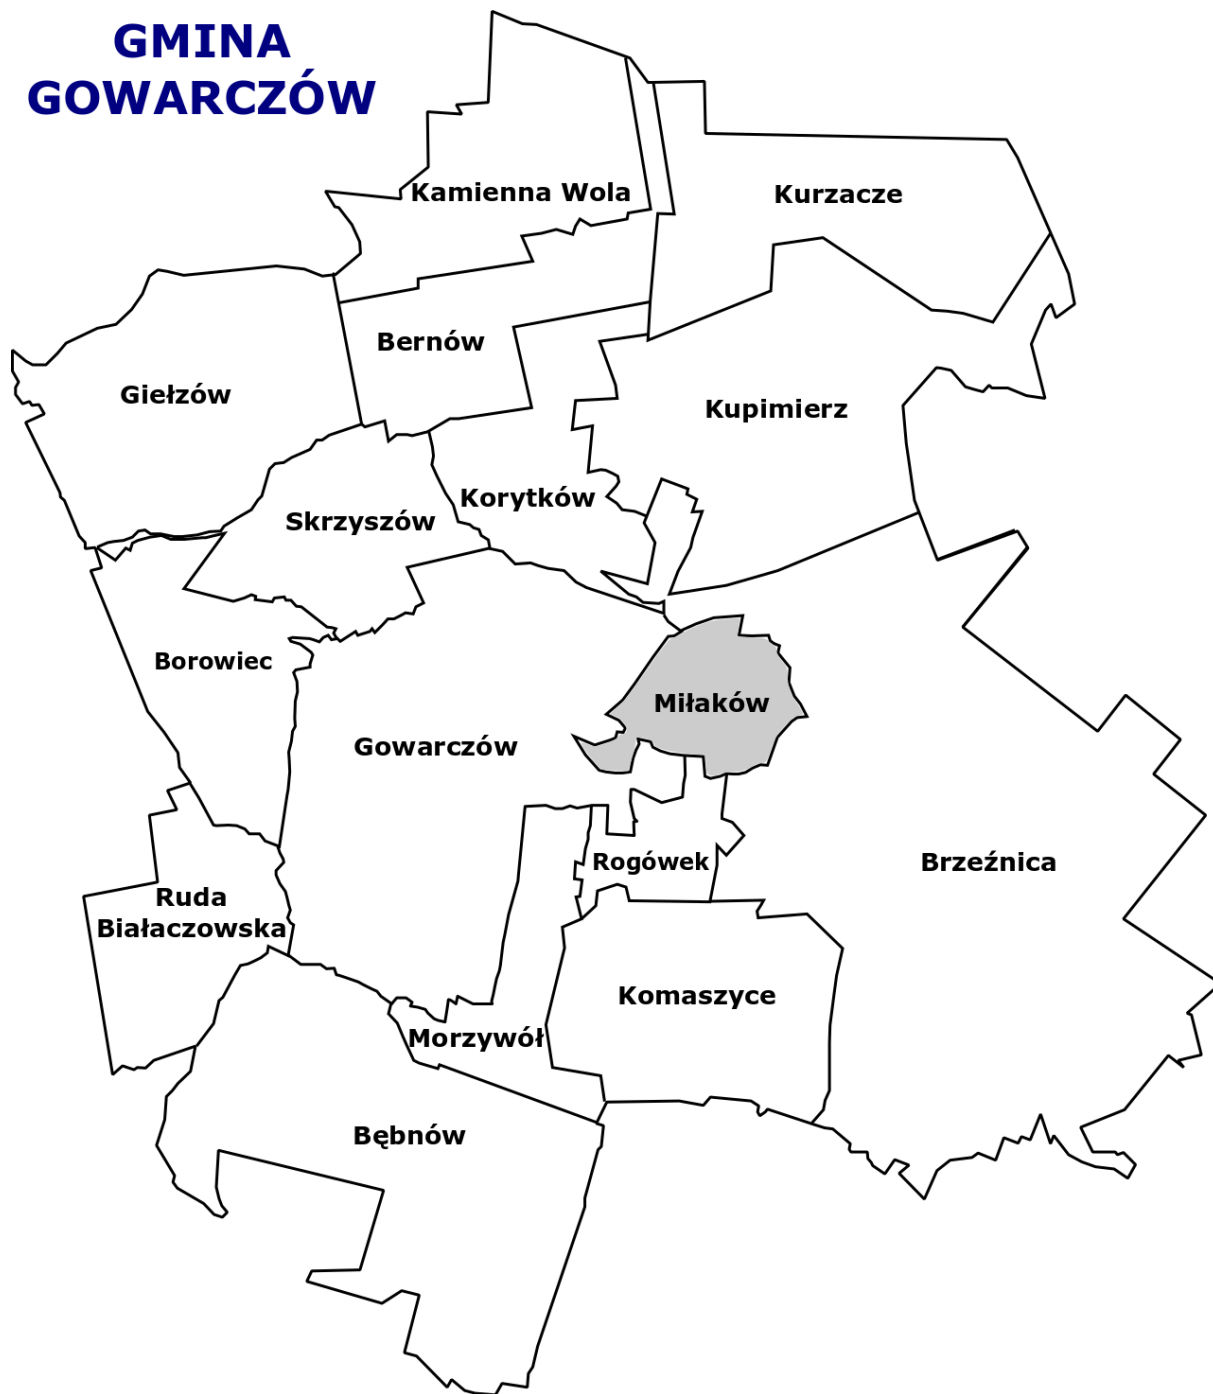 GMINA
GOWARCZÓW
Kamienna Wola
Kurzacze
Bernów
Giełzów
Kupimierz
Korytków
Skrzyszów
Borowiec
Miłaków
Gowarczów
Rogówek
Brzeźnica
Ruda
Białaczowska
Komaszyce
Morzywół
Bębnów